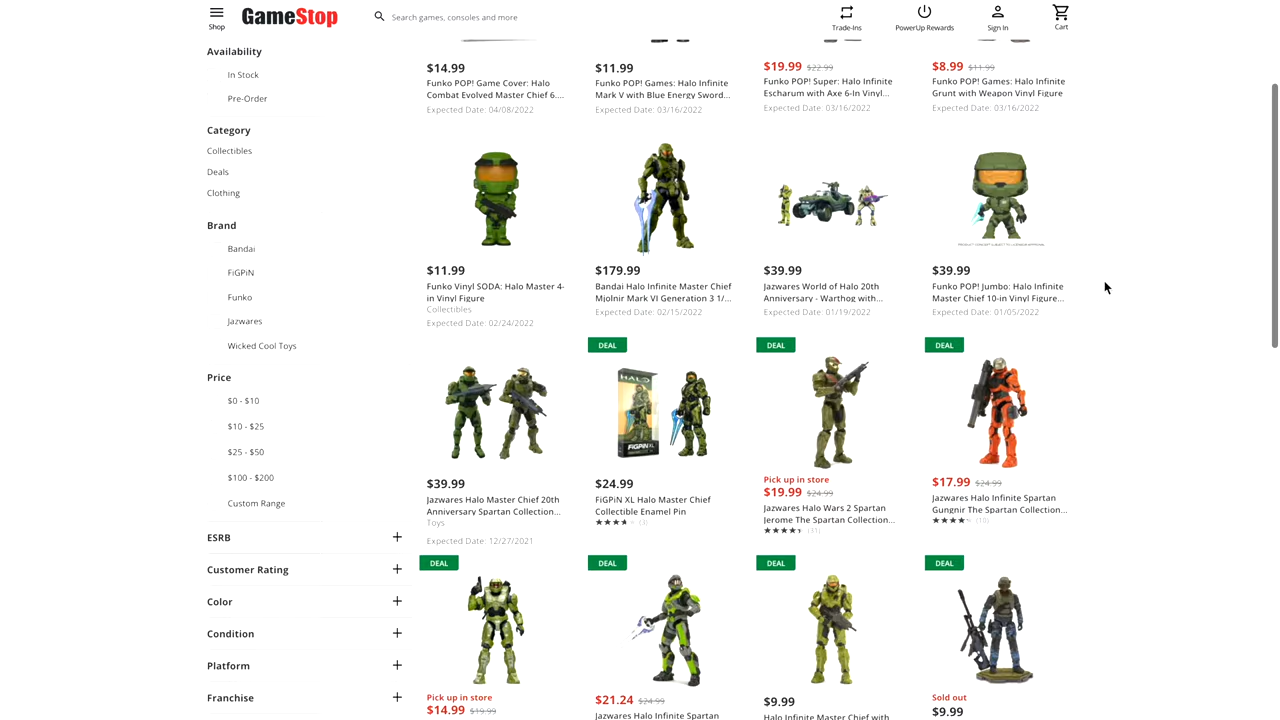 Shop
GameStop
Search games, consoles and more
Trade-Ins
PowerUp Rewards
Sign In
Cart
Availability
In Stock
Pre-Order
Category
Collectibles
Deals
Clothing
Brand
Bandai
FiGPiN
Funko
Jazwares
Wicked Cool Toys
Price
$0 - $10
$10 - $25
$25 - $50
$100 - $200
Custom Range
ESRB
Customer Rating
Color
Condition
Platform
Franchise
$14.99
Funko POP! Game Cover: Halo
Combat Evolved Master Chief 6....
Expected Date: 04/08/2022
$11.99
Funko POP! Games: Halo Infinite
Mark V with Blue Energy Sword...
Expected Date: 03/16/2022
$19.99 $22.99
Funko POP! Super: Halo Infinite
Escharum with Axe 6-In Vinyl...
Expected Date: 03/16/2022
$8.99 $11.99
Funko POP! Games: Halo Infinite
Grunt with Weapon Vinyl Figure
Expected Date: 03/16/2022
$11.99
Funko Vinyl SODA: Halo Master 4-
in Vinyl Figure
Collectibles
Expected Date: 02/24/2022
$179.99
Bandai Halo Infinite Master Chief
Mjolnir Mark VI Generation 3 1/...
Expected Date: 02/15/2022
$39.99
Jazwares World of Halo 20th
Anniversary - Warthog with...
Expected Date: 01/19/2022
$39.99
Funko POP! Jumbo: Halo Infinite
Master Chief 10-in Vinyl Figure...
Expected Date: 01/05/2022
$39.99
Jazwares Halo Master Chief 20th
Anniversary Spartan Collection...
Toys
Expected Date: 12/27/2021
DEAL
HALO
FiGPiN XL
$24.99
FiGPiN XL Halo Master Chief
Collectible Enamel Pin
(3)
DEAL
Pick up in store
$19.99 $24.99
Jazwares Halo Wars 2 Spartan
Jerome The Spartan Collection...
(11)
DEAL
$17.99 $24.99
Jazwares Halo Infinite Spartan
Gungnir The Spartan Collection...
(10)
DEAL
Pick up in store
$14.99 $19.99
DEAL
$21.24 $24.99
Jazwares Halo Infinite Spartan
DEAL
$9.99
Halo Infinite Master Chief with
Sold out
$9.99